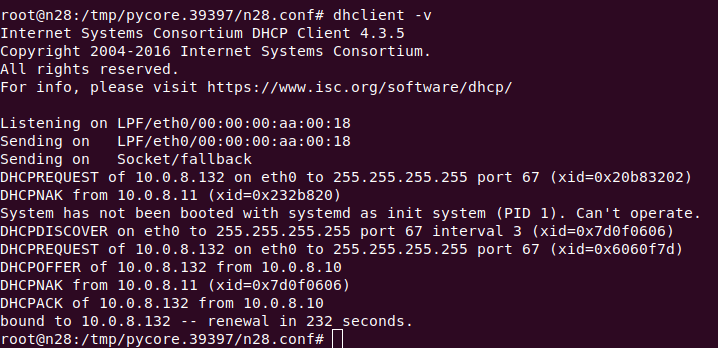 root@n28:/tmp/pycore.39397/n28.conf# dhclient -v
Internet Systems Consortium DHCP Client 4.3.5
Copyright 2004-2016 Internet Systems Consortium.
All rights reserved.
For info, please visit https://www.isc.org/software/dhcp/

Listening on LPF/eth0/00:00:00:aa:00:18
Sending on   LPF/eth0/00:00:00:aa:00:18
Sending on   Socket/fallback
DHCPREQUEST of 10.0.8.132 on eth0 to 255.255.255.255 port 67 (xid=0x20b83202)
DHCPNAK from 10.0.8.11 (xid=0x232b820)
System has not been booted with systemd as init system (PID 1). Can't operate.
DHCPDISCOVER on eth0 to 255.255.255.255 port 67 interval 3 (xid=0x7d0f0606)
DHCPREQUEST of 10.0.8.132 on eth0 to 255.255.255.255 port 67 (xid=0x6060f7d)
DHCPOFFER of 10.0.8.132 from 10.0.8.10
DHCPNAK from 10.0.8.11 (xid=0x7d0f0606)
DHCPACK of 10.0.8.132 from 10.0.8.10
bound to 10.0.8.132 -- renewal in 232 seconds.
root@n28:/tmp/pycore.39397/n28.conf#